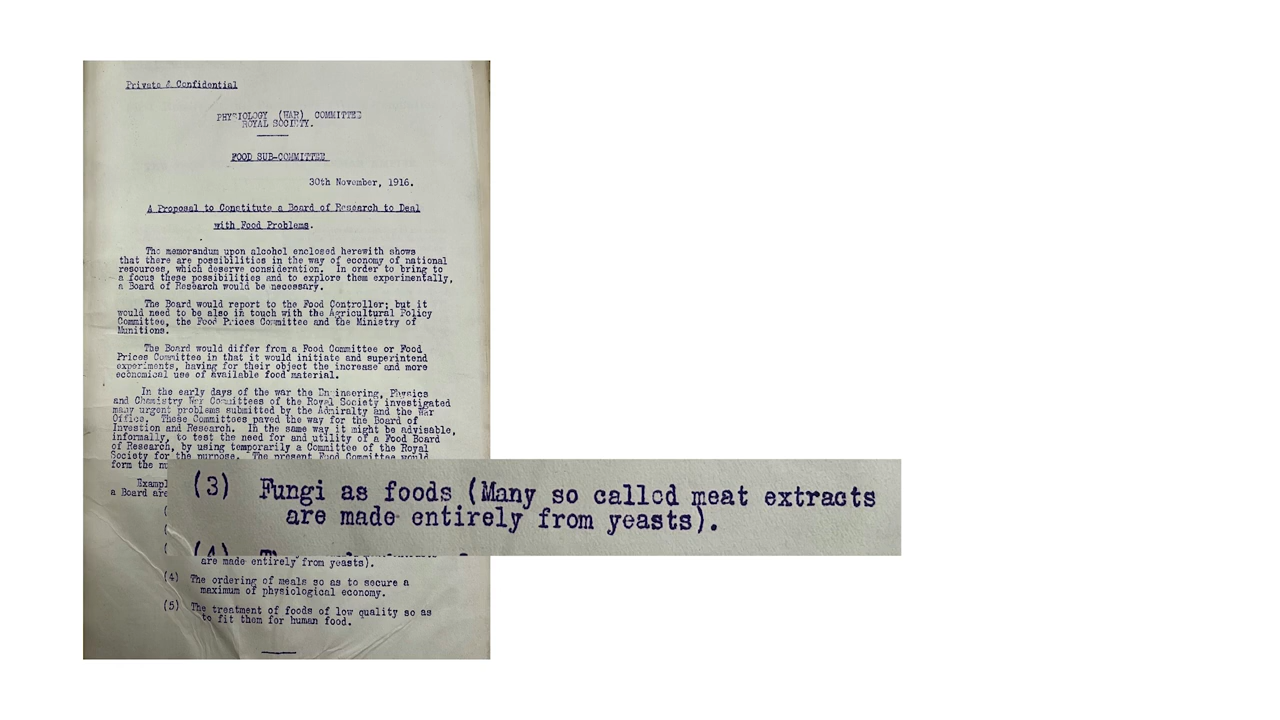 Private & Confidential
PHYSIOLOGY (WAR) COMMITTEE
ROYAL SOCIETY.
FOOD SUB-COMMITTEE
30th November, 1916.
A Proposal to Constitute a Board of Research to Deal
with Food Problems.
The memorandum upon alcohol enclosed herewith shows
that there are possibilities in the way of economy of national
resources, which deserve consideration. In order to bring to
a focus these possibilities and to explore them experimentally,
a Board of Research would be necessary.
The Board would report to the Food Controller; but it
would need to be also in touch with the Agricultural Policy
Committee, the Food Prices Committee and the Ministry of
Munitions.
The Board would differ from a Food Committee or Food
Prices Committee in that it would initiate and superintend
experiments, having for their object the increase and more
economical use of available food material.
In the early days of the war the Engineering, Physics
and Chemistry War Committees of the Royal Society investigated
many urgent problems submitted by the Admiralty and the War
Office. These Committees paved the way for the Board of
Investion and Research. In the same way it might be advisable,
informally, to test the need for and utility of a Food Board
of Research, by using temporarily a Committee of the Royal
Society for the purpose. The present Food Committee would
form the
Exampl
a Board are
(3) Fungi as foods (Many so called meat extracts
are made entirely from yeasts).
are made entirely from yeasts).
(4) The ordering of meals so as to secure a
maximum of physiological economy.
(5) The treatment of foods of low quality so as
to fit them for human food.